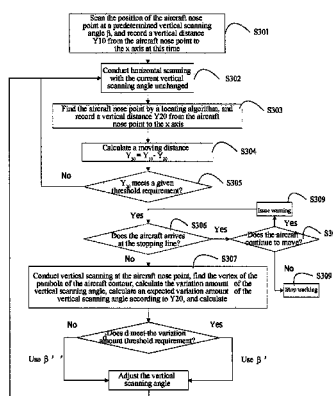 Scan the position of the aircraft nose
point at a predetermined vertical scanning
angle β, and record a vertical distance
Y10 from the aircraft nose point to
the x axis at this time
S301
Conduct horizontal scanning
with the current vertical
scanning angle unchanged
S302
Find the aircraft nose point by a locating algorithm, and
record a vertical distance Y20 from the aircraft
nose point to the x axis
S303
Calculate a moving distance
Y30 = Y10 - Y20
S304
No
Y30 meets a given
threshold requirement?
S305
Yes
S306
Does the aircraft arrives
at the stopping line?
Yes
S309
Issue warning
Does the aircraft
continue to move?
No
S309
Stop working
No
S307
Conduct vertical scanning at the aircraft nose point, find the vertex of the
parabola of the aircraft contour, calculate the variation amount of the
vertical scanning angle, calculate an expected variation amount of the
vertical scanning angle according to Y20, and calculate
No
Yes
Does d meet the variation
amount threshold requirement?
Use β ' '
Use β '
Adjust the vertical
scanning angle